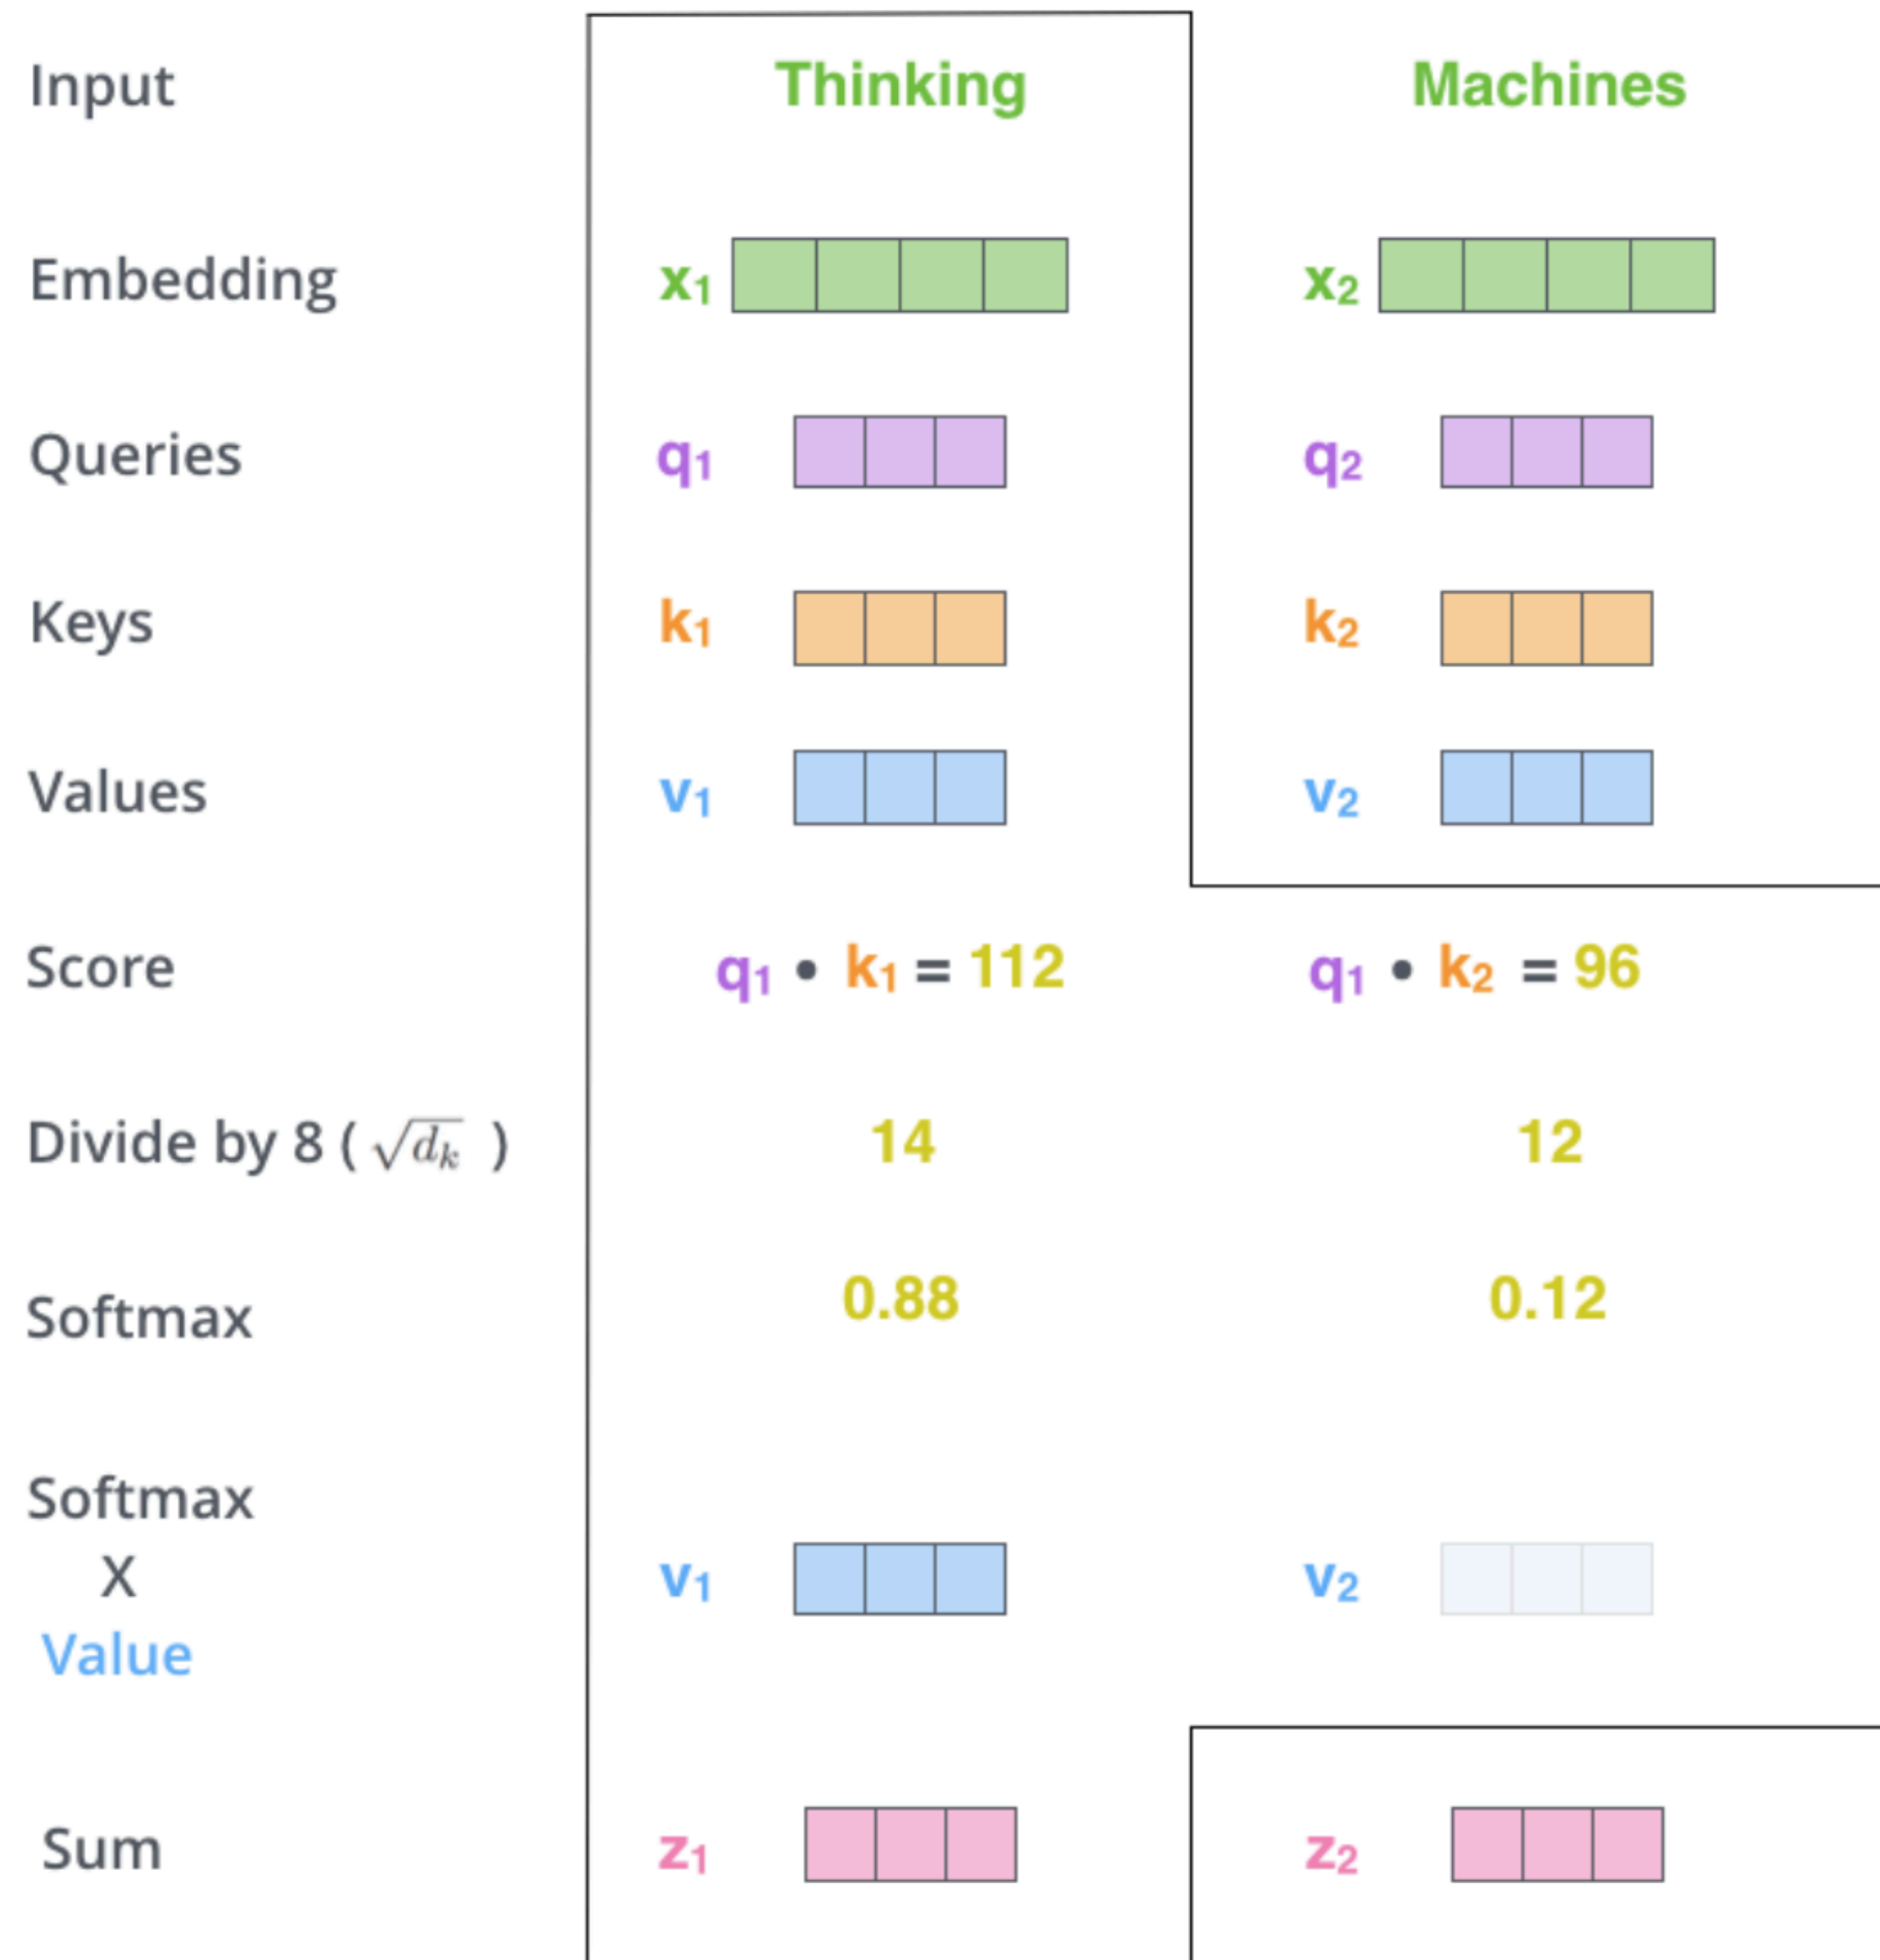 Input Thinking Machines
Embedding x₁ x₂
Queries q₁ q₂
Keys k₁ k₂
Values v₁ v₂
Score q₁ • k₁ = 112 q₁ • k₂ = 96
Divide by 8 ( √dₖ ) 14 12
Softmax 0.88 0.12
Softmax
X
v₁ v₂
Value
Sum z₁ z₂